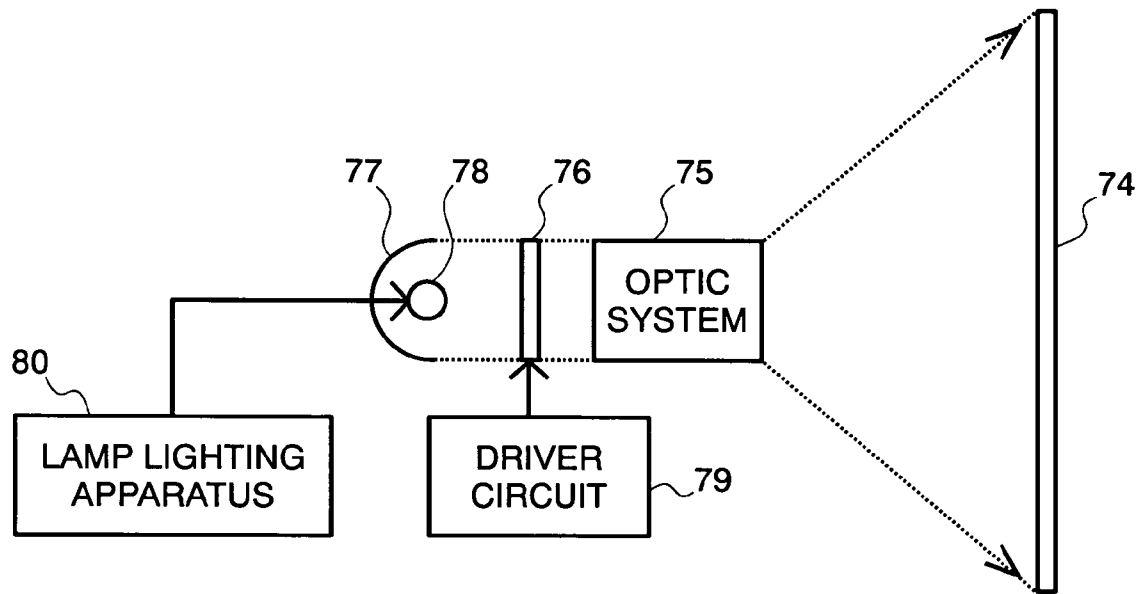 77
78
76
75
74
OPTIC
SYSTEM
80
LAMP LIGHTING
APPARATUS
DRIVER
CIRCUIT
79